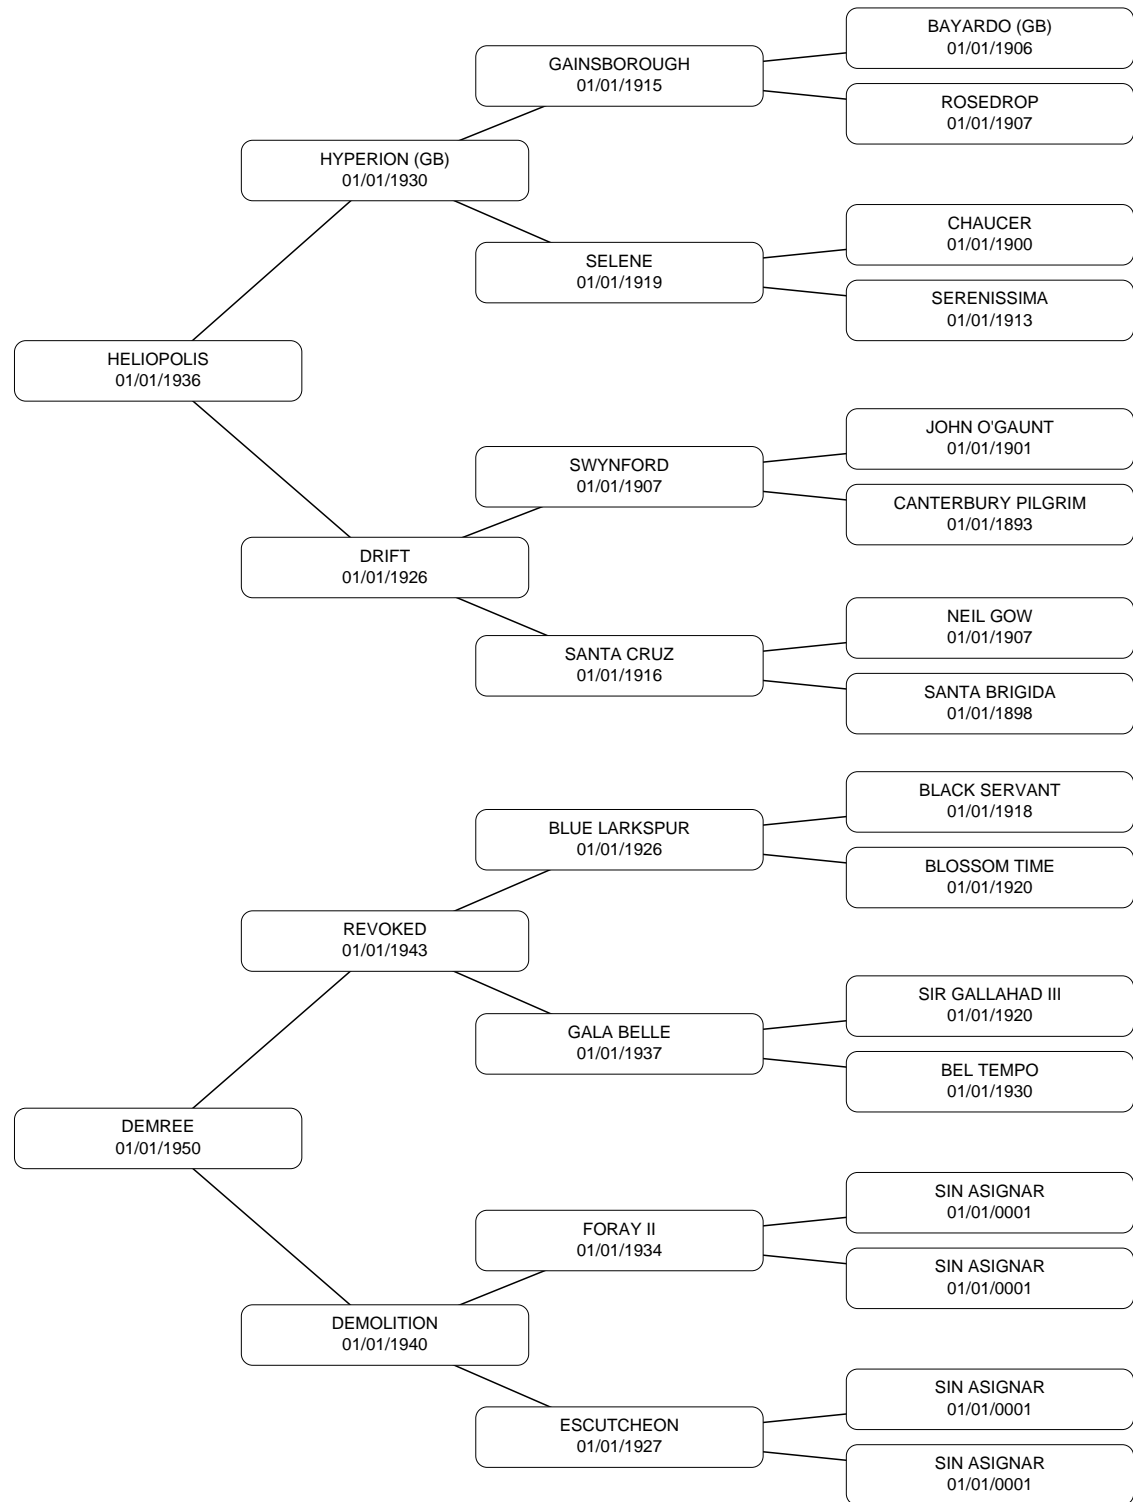 BAYARDO (GB)
01/01/1906
GAINSBOROUGH
01/01/1915
ROSEDROP
01/01/1907
HYPERION (GB)
01/01/1930
CHAUCER
01/01/1900
SELENE
01/01/1919
SERENISSIMA
01/01/1913
HELIOPOLIS
01/01/1936
JOHN O'GAUNT
01/01/1901
SWYNFORD
01/01/1907
CANTERBURY PILGRIM
01/01/1893
DRIFT
01/01/1926
NEIL GOW
01/01/1907
SANTA CRUZ
01/01/1916
SANTA BRIGIDA
01/01/1898
BLACK SERVANT
01/01/1918
BLUE LARKSPUR
01/01/1926
BLOSSOM TIME
01/01/1920
REVOKED
01/01/1943
SIR GALLAHAD III
01/01/1920
GALA BELLE
01/01/1937
BEL TEMPO
01/01/1930
DEMREE
01/01/1950
SIN ASIGNAR
01/01/0001
FORAY II
01/01/1934
SIN ASIGNAR
01/01/0001
DEMOLITION
01/01/1940
SIN ASIGNAR
01/01/0001
ESCUTCHEON
01/01/1927
SIN ASIGNAR
01/01/0001